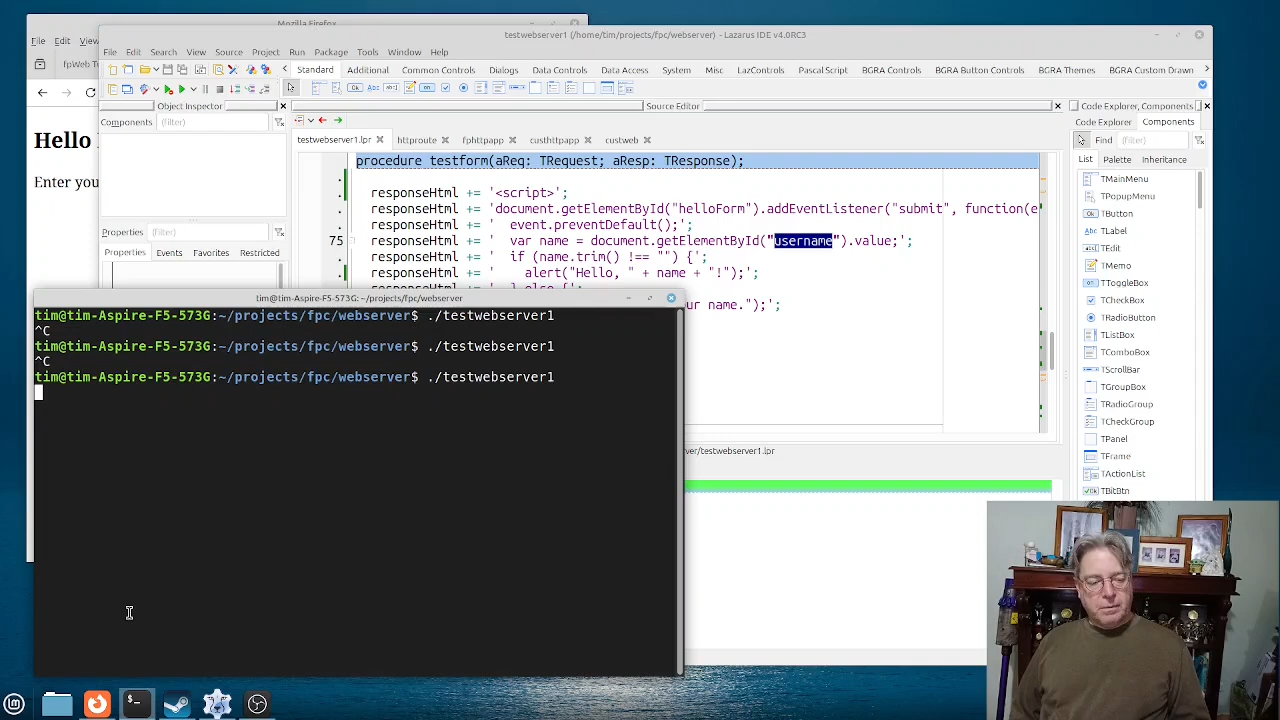 Mozilla Firefox
File Edit View
fpWeb T
Hello
Enter you
testwebserver1 (/home/tim/projects/fpc/webserver) - Lazarus IDE v4.0RC3
File Edit Search View Source Project Run Package Tools Window Help
Standard Additional Common Controls Dialogs Data Controls Data Access System Misc LazControls Pascal Script BGRA Controls BGRA Button Controls BGRA Themes BGRA Custom Drawn
Object Inspector
Components (filter)
Properties (filter)
Properties Events Favorites Restricted
Source Editor
testwebserver1.lpr httproute fphttpapp custhttpapp custweb
procedure testform(aReq: TRequest; aResp: TResponse);
responseHtml += '<script>';
responseHtml += 'document.getElementById("helloForm").addEventListener("submit", function(e
responseHtml += '  event.preventDefault();';
75 responseHtml += '  var name = document.getElementById("username").value;';
responseHtml += '  if (name.trim() !== "") {';
responseHtml += '    alert("Hello, " + name + "!");';
responseHtml += '  } else {';
ur name.");';
ver/testwebserver1.lpr
Code Explorer, Components
Code Explorer Components
Find (filter)
List Palette Inheritance
TMainMenu
TPopupMenu
TButton
TLabel
TEdit
TMemo
TToggleBox
TCheckBox
TRadioButton
TListBox
TComboBox
TScrollBar
TGroupBox
TRadioGroup
TCheckGroup
TPanel
TFrame
TActionList
TBitBtn
tim@tim-Aspire-F5-573G: ~/projects/fpc/webserver
tim@tim-Aspire-F5-573G:~/projects/fpc/webserver$ ./testwebserver1
^C
tim@tim-Aspire-F5-573G:~/projects/fpc/webserver$ ./testwebserver1
^C
tim@tim-Aspire-F5-573G:~/projects/fpc/webserver$ ./testwebserver1